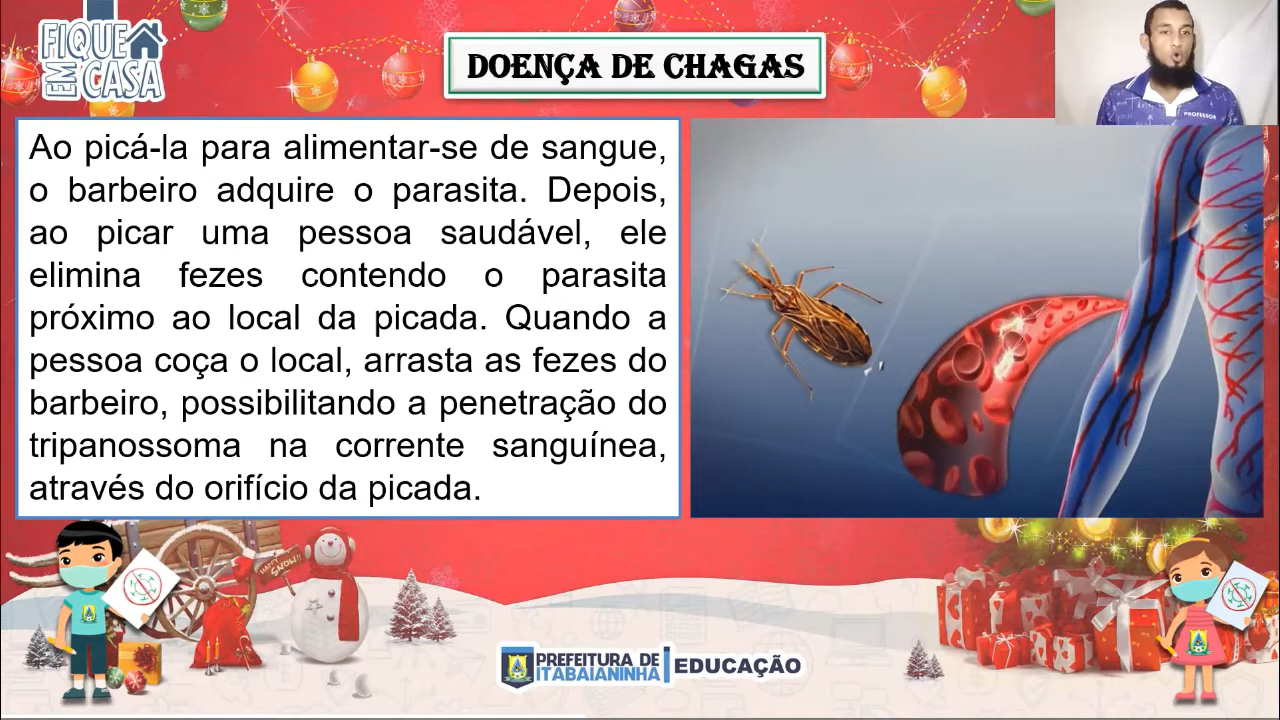 FIQUE
EM
CASA
DOENÇA DE CHAGAS
PROFESSOR
Ao picá-la para alimentar-se de sangue,
o barbeiro adquire o parasita. Depois,
ao picar uma pessoa saudável, ele
elimina fezes contendo o parasita
próximo ao local da picada. Quando a
pessoa coça o local, arrasta as fezes do
barbeiro, possibilitando a penetração do
tripanossoma na corrente sanguínea,
através do orifício da picada.
HAPPY
SNOW!!
PREFEITURA DE
ITABAIANINHA
EDUCAÇÃO